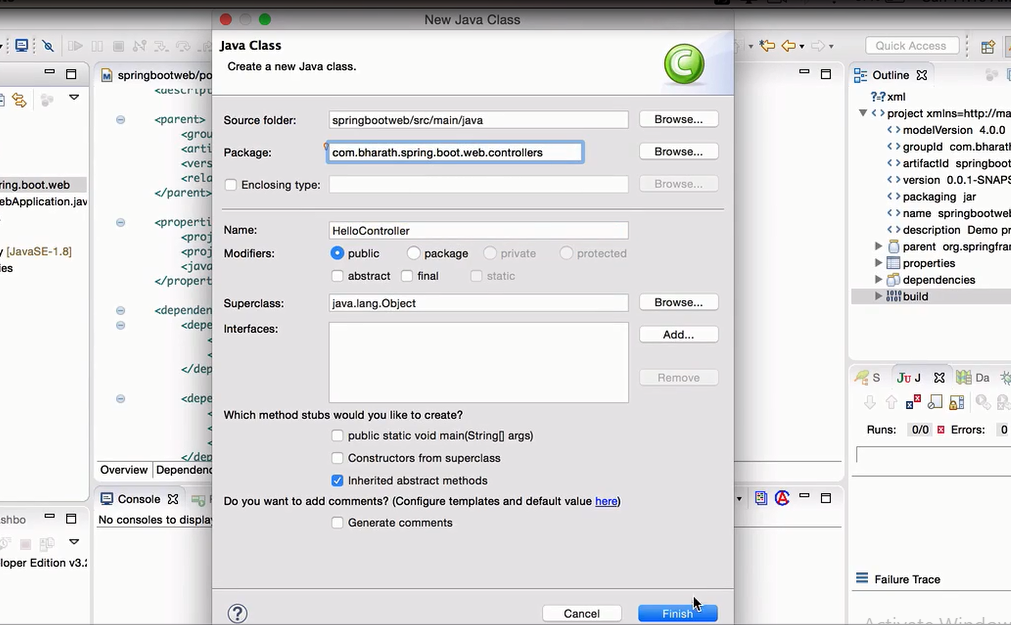 New Java Class
Java Class
Create a new Java class.
Source folder: springbootweb/src/main/java Browse...
Package: com.bharath.spring.boot.web.controllers Browse...
Enclosing type: Browse...
Name: HelloController
Modifiers: public package private protected
abstract final static
Superclass: java.lang.Object Browse...
Interfaces: Add...
Remove
Which method stubs would you like to create?
public static void main(String[] args)
Constructors from superclass
Inherited abstract methods
Do you want to add comments? (Configure templates and default value here)
Generate comments
? Cancel Finish
springbootweb/po
<descrip
<parent>
<grou
<arti
<vers
<rela
</parent>
<properti
<proj
<proj
<java
</propert
<dependen
<depe
</dep
<depe
</dep
Overview Dependenc
ring.boot.web
ebApplication.jav
y [JavaSE-1.8]
ies
Console
No consoles to display
shbo
loper Edition v3.2
Quick Access
Outline
?=? xml
project xmlns=http://ma
modelVersion 4.0.0
groupId com.bharath
artifactId springboot
version 0.0.1-SNAPS
packaging jar
name springbootweb
description Demo pr
parent org.springfram
properties
dependencies
build
S JU J Da
Runs: 0/0 Errors: 0
Failure Trace
Activate Window